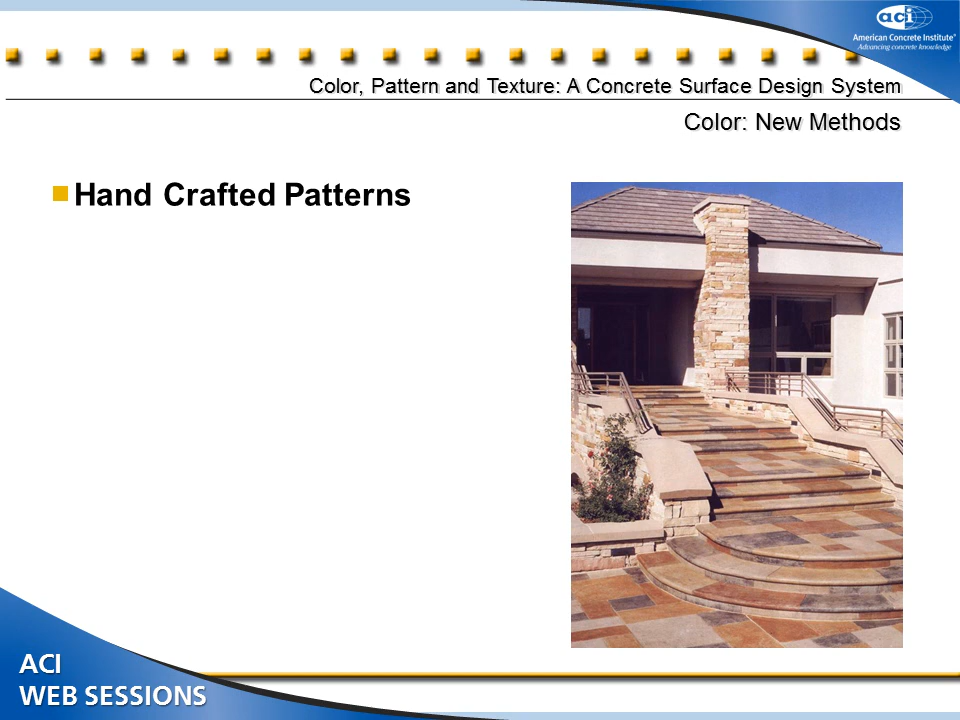 aci
American Concrete Institute®
Advancing concrete knowledge
Color, Pattern and Texture: A Concrete Surface Design System
Color: New Methods
Hand Crafted Patterns
ACI
WEB SESSIONS